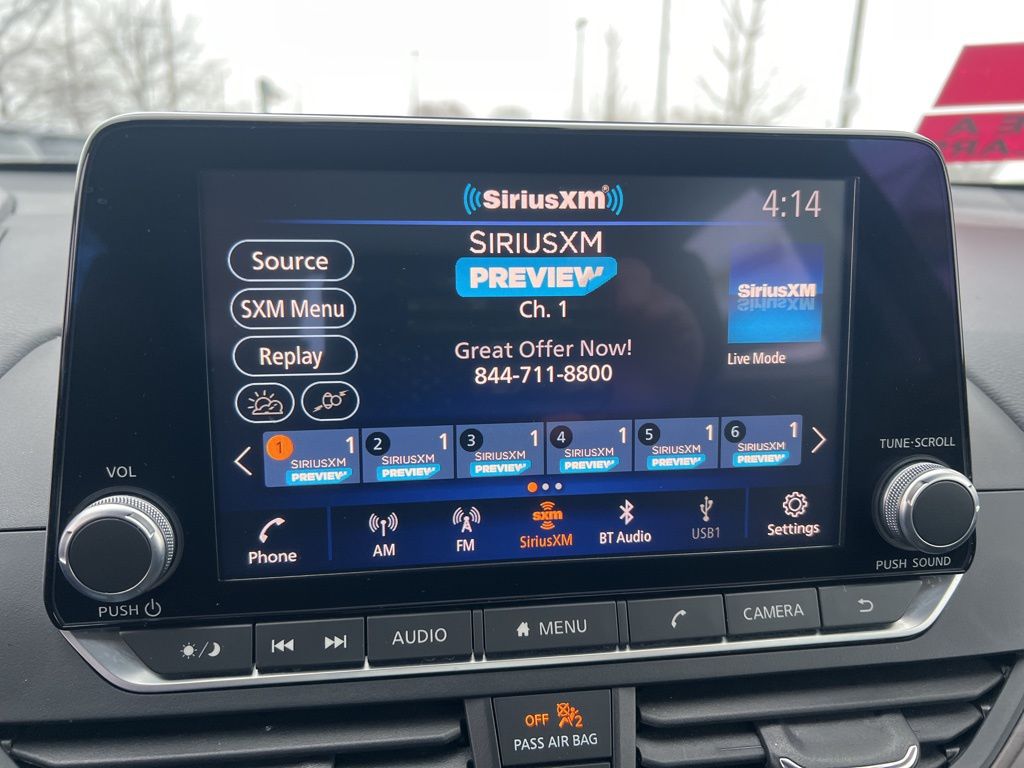 SiriusXM
4:14
SIRIUSXM
PREVIEW
Ch. 1
Great Offer Now!
844-711-8800
Source
SXM Menu
Replay
SiriusXM
Live Mode
1 1 SIRIUSXM PREVIEW
2 1 SIRIUSXM PREVIEW
3 1 SIRIUSXM PREVIEW
4 1 SIRIUSXM PREVIEW
5 1 SIRIUSXM PREVIEW
6 1 SIRIUSXM PREVIEW
Phone
AM
FM
sxm
SiriusXM
BT Audio
USB1
Settings
VOL
PUSH
TUNE·SCROLL
PUSH SOUND
AUDIO
MENU
CAMERA
OFF 2
PASS AIR BAG